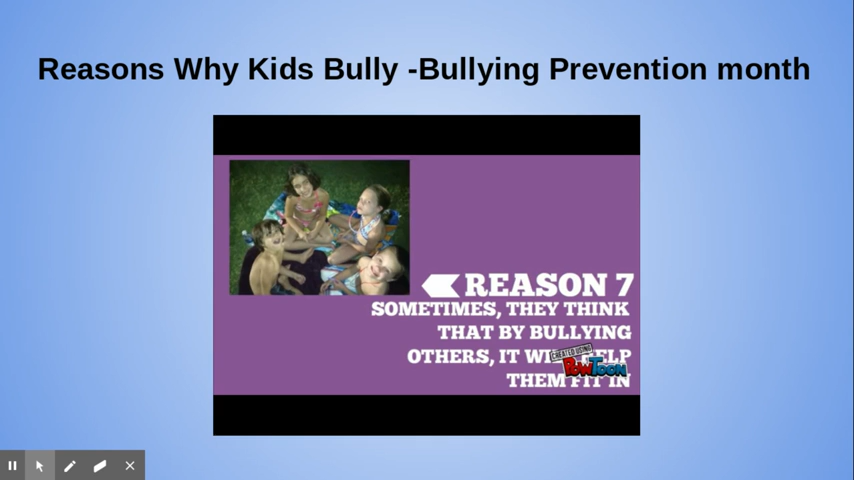 Reasons Why Kids Bully -Bullying Prevention month
REASON 7
SOMETIMES, THEY THINK
THAT BY BULLYING
OTHERS, IT
CREATED USING
POWTOON
THEM FIT IN